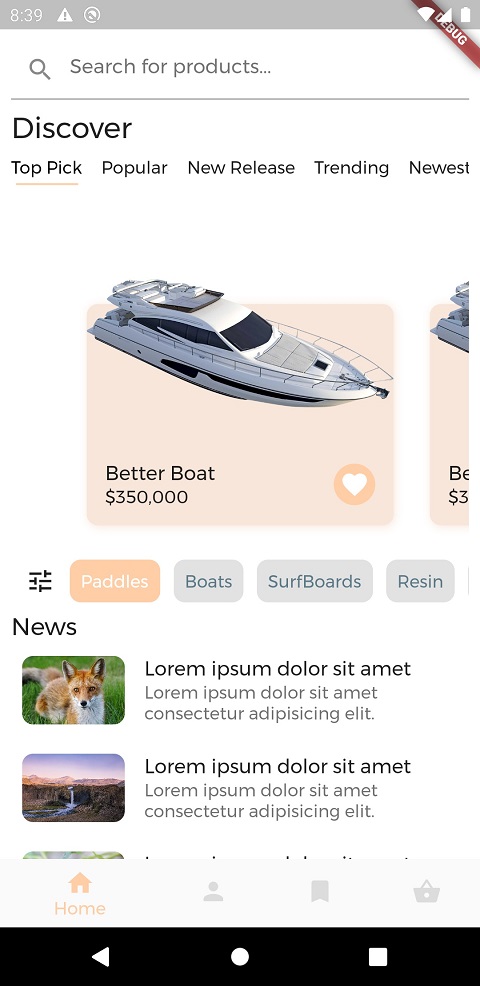 8:39
DEBUG
Search for products...
Discover
Top Pick Popular New Release Trending Newest
Better Boat
$350,000
Be
$3
Paddles Boats SurfBoards Resin
News
Lorem ipsum dolor sit amet
Lorem ipsum dolor sit amet
consectetur adipisicing elit.
Lorem ipsum dolor sit amet
Lorem ipsum dolor sit amet
consectetur adipisicing elit.
Home